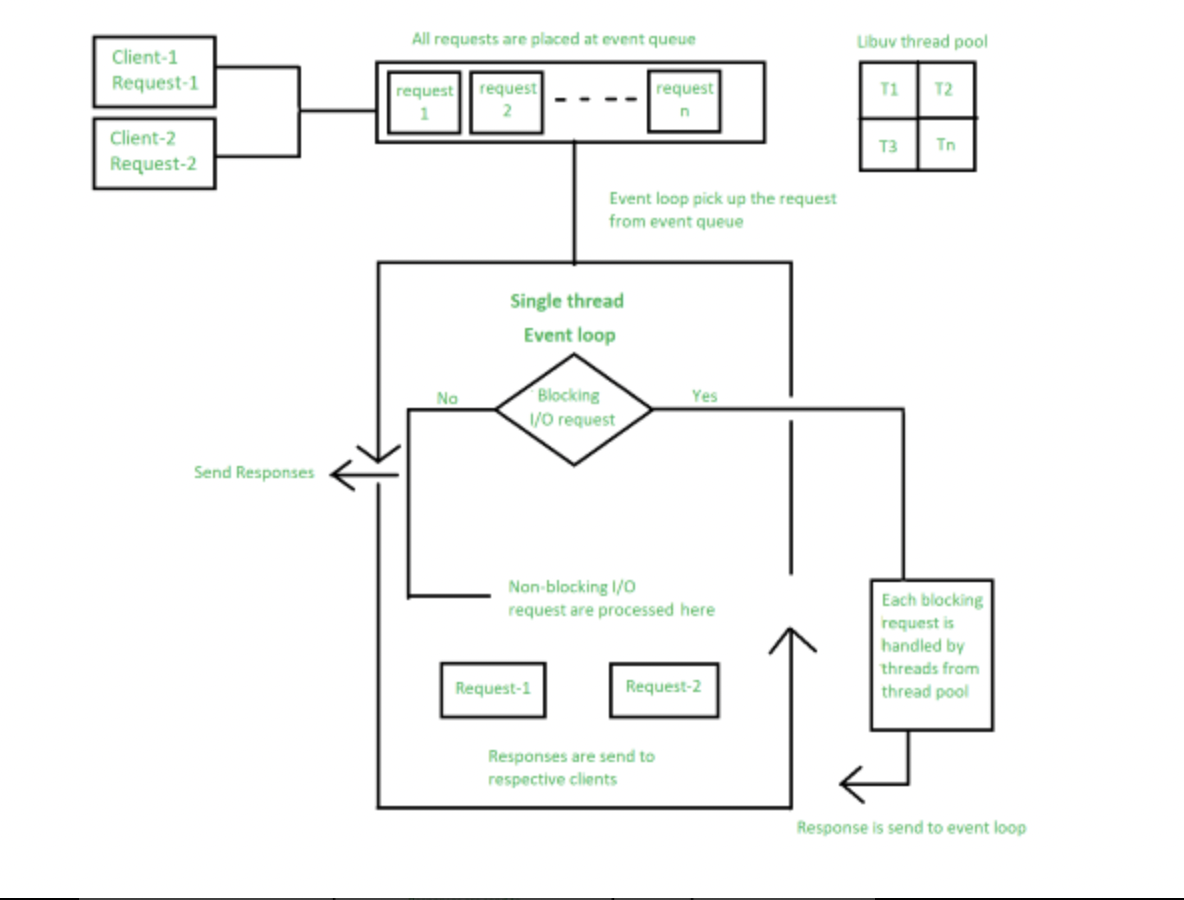 Client-1
Request-1
Client-2
Request-2
All requests are placed at event queue
request
1
request
2
request
n
Libuv thread pool
T1
T2
T3
Tn
Event loop pick up the request
from event queue
Single thread
Event loop
Blocking
I/O request
No
Yes
Send Responses
Non-blocking I/O
request are processed here
Each blocking
request is
handled by
threads from
thread pool
Request-1
Request-2
Responses are send to
respective clients
Response is send to event loop